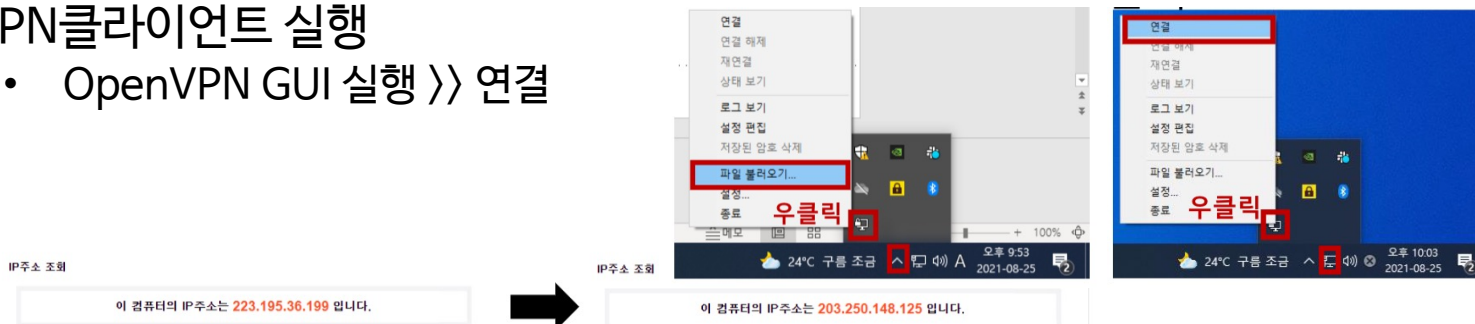 PN클라이언트 실행
• OpenVPN GUI 실행 〉〉 연결
연결
연결 해제
재연결
상태 보기
로그 보기
설정 편집
저장된 암호 삭제
파일 불러오기...
설정...
종료
우클릭
메모
100%
24°C 구름 조금
A
오후 9:53
2021-08-25
2
연결
연결 해제
재연결
상태 보기
로그 보기
설정 편집
저장된 암호 삭제
파일 불러오기...
설정...
종료
우클릭
24°C 구름 조금
오후 10:03
2021-08-25
2
IP주소 조회
이 컴퓨터의 IP주소는 223.195.36.199 입니다.
IP주소 조회
이 컴퓨터의 IP주소는 203.250.148.125 입니다.